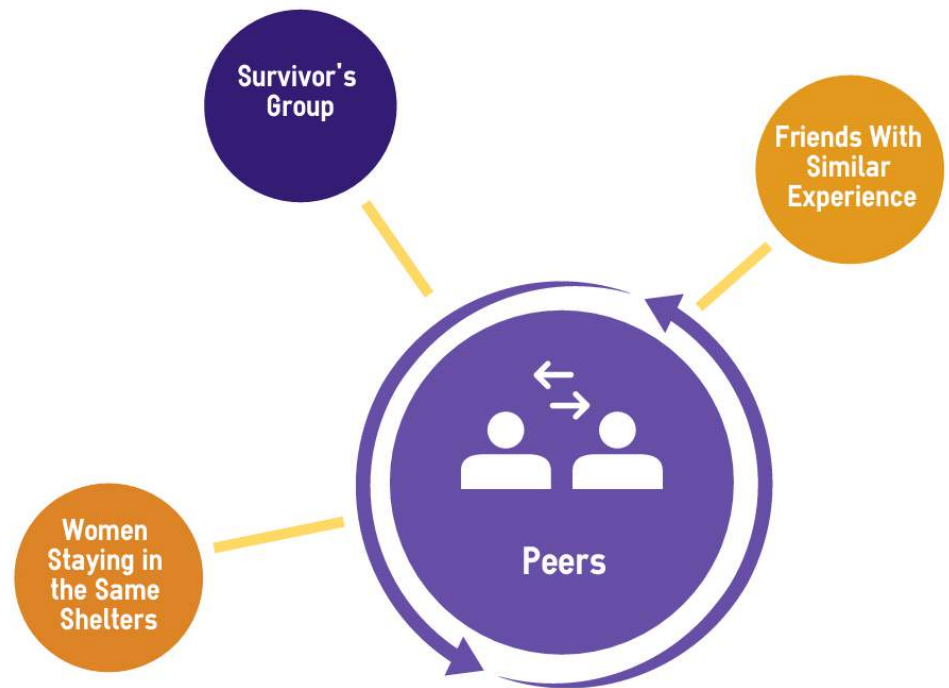 Survivor's
Group
Friends With
Similar
Experience
Women
Staying in
the Same
Shelters
Peers